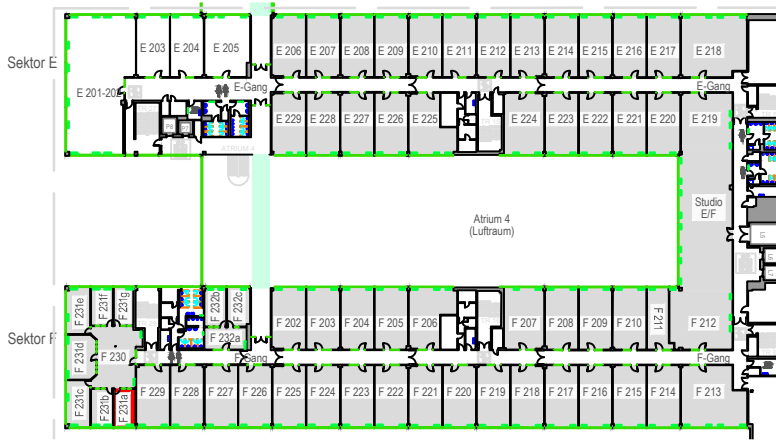 E 203
E 204
E 205
E 206
E 207
E 208
E 209
E 210
E 211
E 212
E 213
E 214
E 215
E 216
E 217
E 218
Sektor E
E 201-202
E-Gang
E-Gang
E 229
E 228
E 227
E 226
E 225
E 224
E 223
E 222
E 221
E 220
E 219
ATRIUM 4
Studio
E/F
Atrium 4
(Luftraum)
F 231e
F 231f
F 231g
F 232b
F 232c
F 202
F 203
F 204
F 205
F 206
F 207
F 208
F 209
F 210
F 211
F 212
Sektor F
F 231d
F 230
F 232a
F-Gang
F-Gang
F 231c
F 231b
F 231a
F 229
F 228
F 227
F 226
F 225
F 224
F 223
F 222
F 221
F 220
F 219
F 218
F 217
F 216
F 215
F 214
F 213